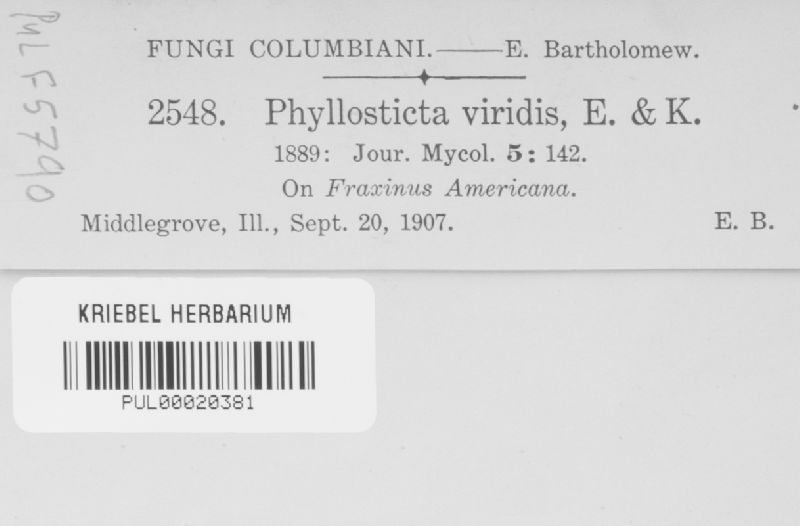 FUNGI COLUMBIANI.——E. Bartholomew.
2548. Phyllosticta viridis, E. & K.
1889: Jour. Mycol. 5: 142.
On Fraxinus Americana.
Middlegrove, Ill., Sept. 20, 1907. E. B.
PUL F5790
KRIEBEL HERBARIUM
PUL00020381